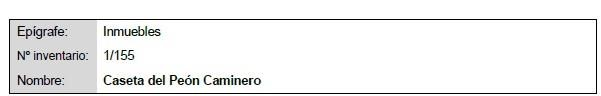 Epígrafe: Inmuebles
Nº inventario: 1/155
Nombre: Caseta del Peón Caminero